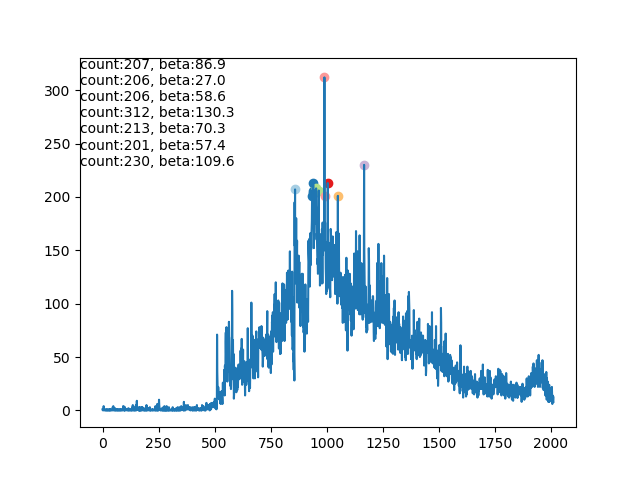 count:207, beta:86.9
count:206, beta:27.0
count:206, beta:58.6
count:312, beta:130.3
count:213, beta:70.3
count:201, beta:57.4
count:230, beta:109.6
300
250
200
150
100
50
0
0 250 500 750 1000 1250 1500 1750 2000